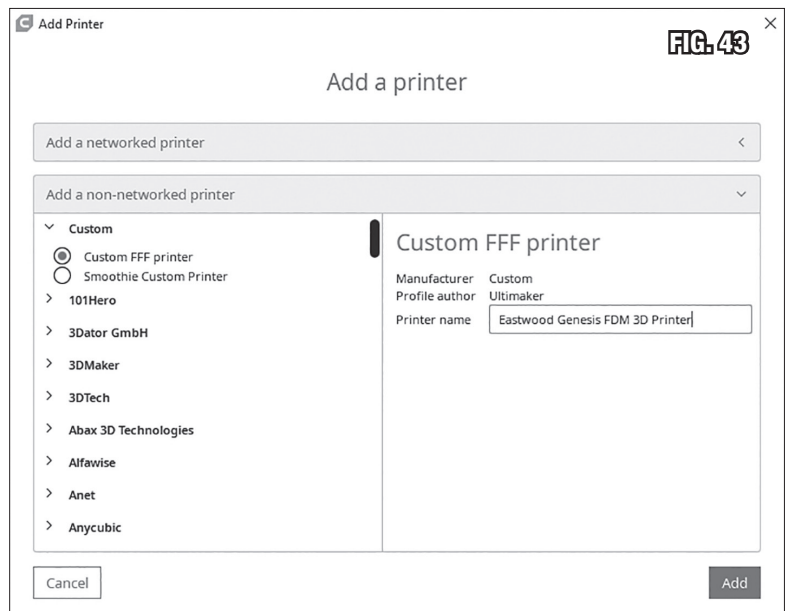 Add Printer
FIG. 43
Add a printer
Add a networked printer
Add a non-networked printer
Custom
Custom FFF printer
Smoothie Custom Printer
101Hero
3Dator GmbH
3DMaker
3DTech
Abax 3D Technologies
Alfawise
Anet
Anycubic
Custom FFF printer
Manufacturer Custom
Profile author Ultimaker
Printer name Eastwood Genesis FDM 3D Printer
Cancel
Add